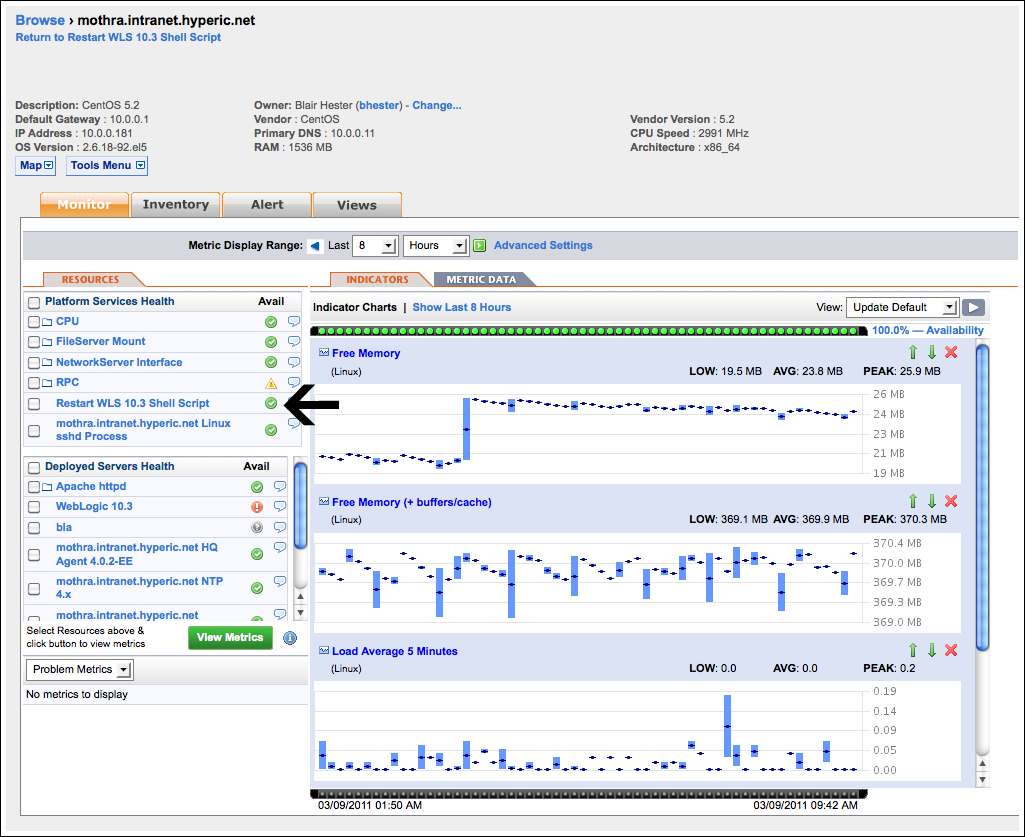 Browse › mothra.intranet.hyperic.net
Return to Restart WLS 10.3 Shell Script
Description: CentOS 5.2
Default Gateway : 10.0.0.1
IP Address : 10.0.0.181
OS Version : 2.6.18-92.el5
Owner: Blair Hester (bhester) - Change...
Vendor : CentOS
Primary DNS : 10.0.0.11
RAM : 1536 MB
Vendor Version : 5.2
CPU Speed : 2991 MHz
Architecture : x86_64
Map
Tools Menu
Monitor
Inventory
Alert
Views
Metric Display Range: Last 8 Hours Advanced Settings
RESOURCES
Platform Services Health Avail
CPU
FileServer Mount
NetworkServer Interface
RPC
Restart WLS 10.3 Shell Script
mothra.intranet.hyperic.net Linux
sshd Process
Deployed Servers Health Avail
Apache httpd
WebLogic 10.3
bla
mothra.intranet.hyperic.net HQ
Agent 4.0.2-EE
mothra.intranet.hyperic.net NTP
4.x
mothra.intranet.hyperic.net
Select Resources above &
click button to view metrics
View Metrics
Problem Metrics
No metrics to display
INDICATORS
METRIC DATA
Indicator Charts | Show Last 8 Hours
View: Update Default
100.0% — Availability
Free Memory
(Linux)
LOW: 19.5 MB AVG: 23.8 MB PEAK: 25.9 MB
26 MB
24 MB
23 MB
21 MB
19 MB
Free Memory (+ buffers/cache)
(Linux)
LOW: 369.1 MB AVG: 369.9 MB PEAK: 370.3 MB
370.4 MB
370.0 MB
369.7 MB
369.3 MB
369.0 MB
Load Average 5 Minutes
(Linux)
LOW: 0.0 AVG: 0.0 PEAK: 0.2
0.19
0.14
0.09
0.05
0.00
03/09/2011 01:50 AM
03/09/2011 09:42 AM